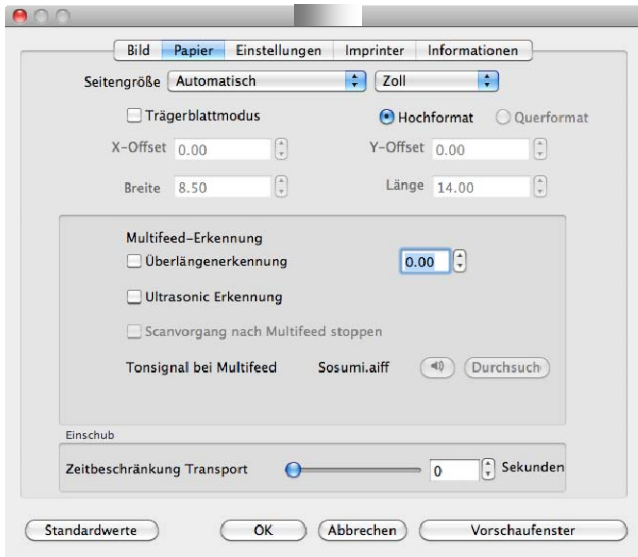 Bild Papier Einstellungen Imprinter Informationen
Seitengröße Automatisch Zoll
Trägerblattmodus Hochformat Querformat
X-Offset 0.00 Y-Offset 0.00
Breite 8.50 Länge 14.00
Multifeed-Erkennung
Überlängenerkennung 0.00
Ultrasonic Erkennung
Scanvorgang nach Multifeed stoppen
Tonsignal bei Multifeed Sosumi.aiff Durchsuch
Einschub
Zeitbeschränkung Transport 0 Sekunden
Standardwerte OK Abbrechen Vorschaufenster